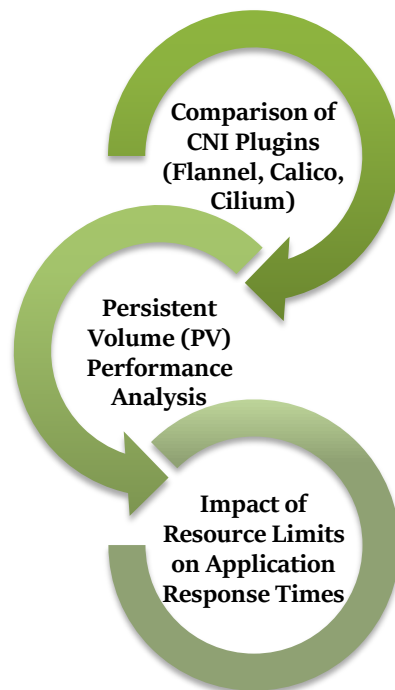 Comparison of
CNI Plugins
(Flannel, Calico,
Cilium)
Persistent
Volume (PV)
Performance
Analysis
Impact of
Resource Limits
on Application
Response Times